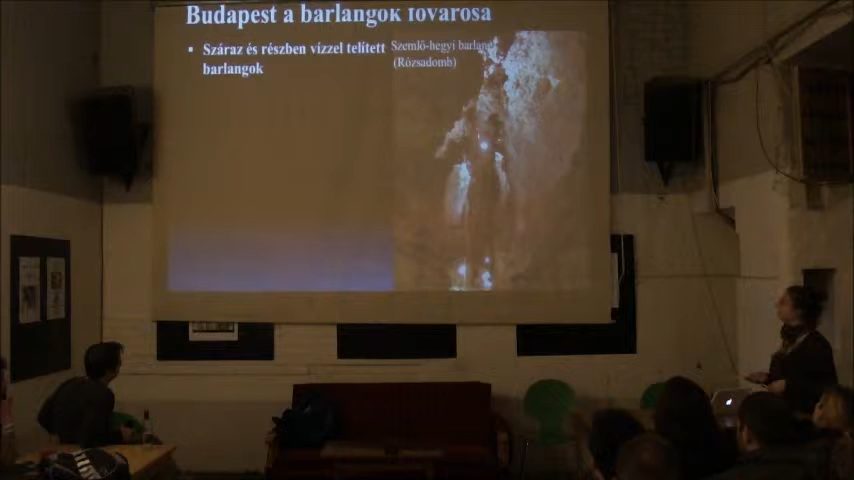 Budapest a barlangok fővárosa
▪ Száraz és részben vízzel telített
barlangok
Szemlő-hegyi barlang
(Rózsadomb)